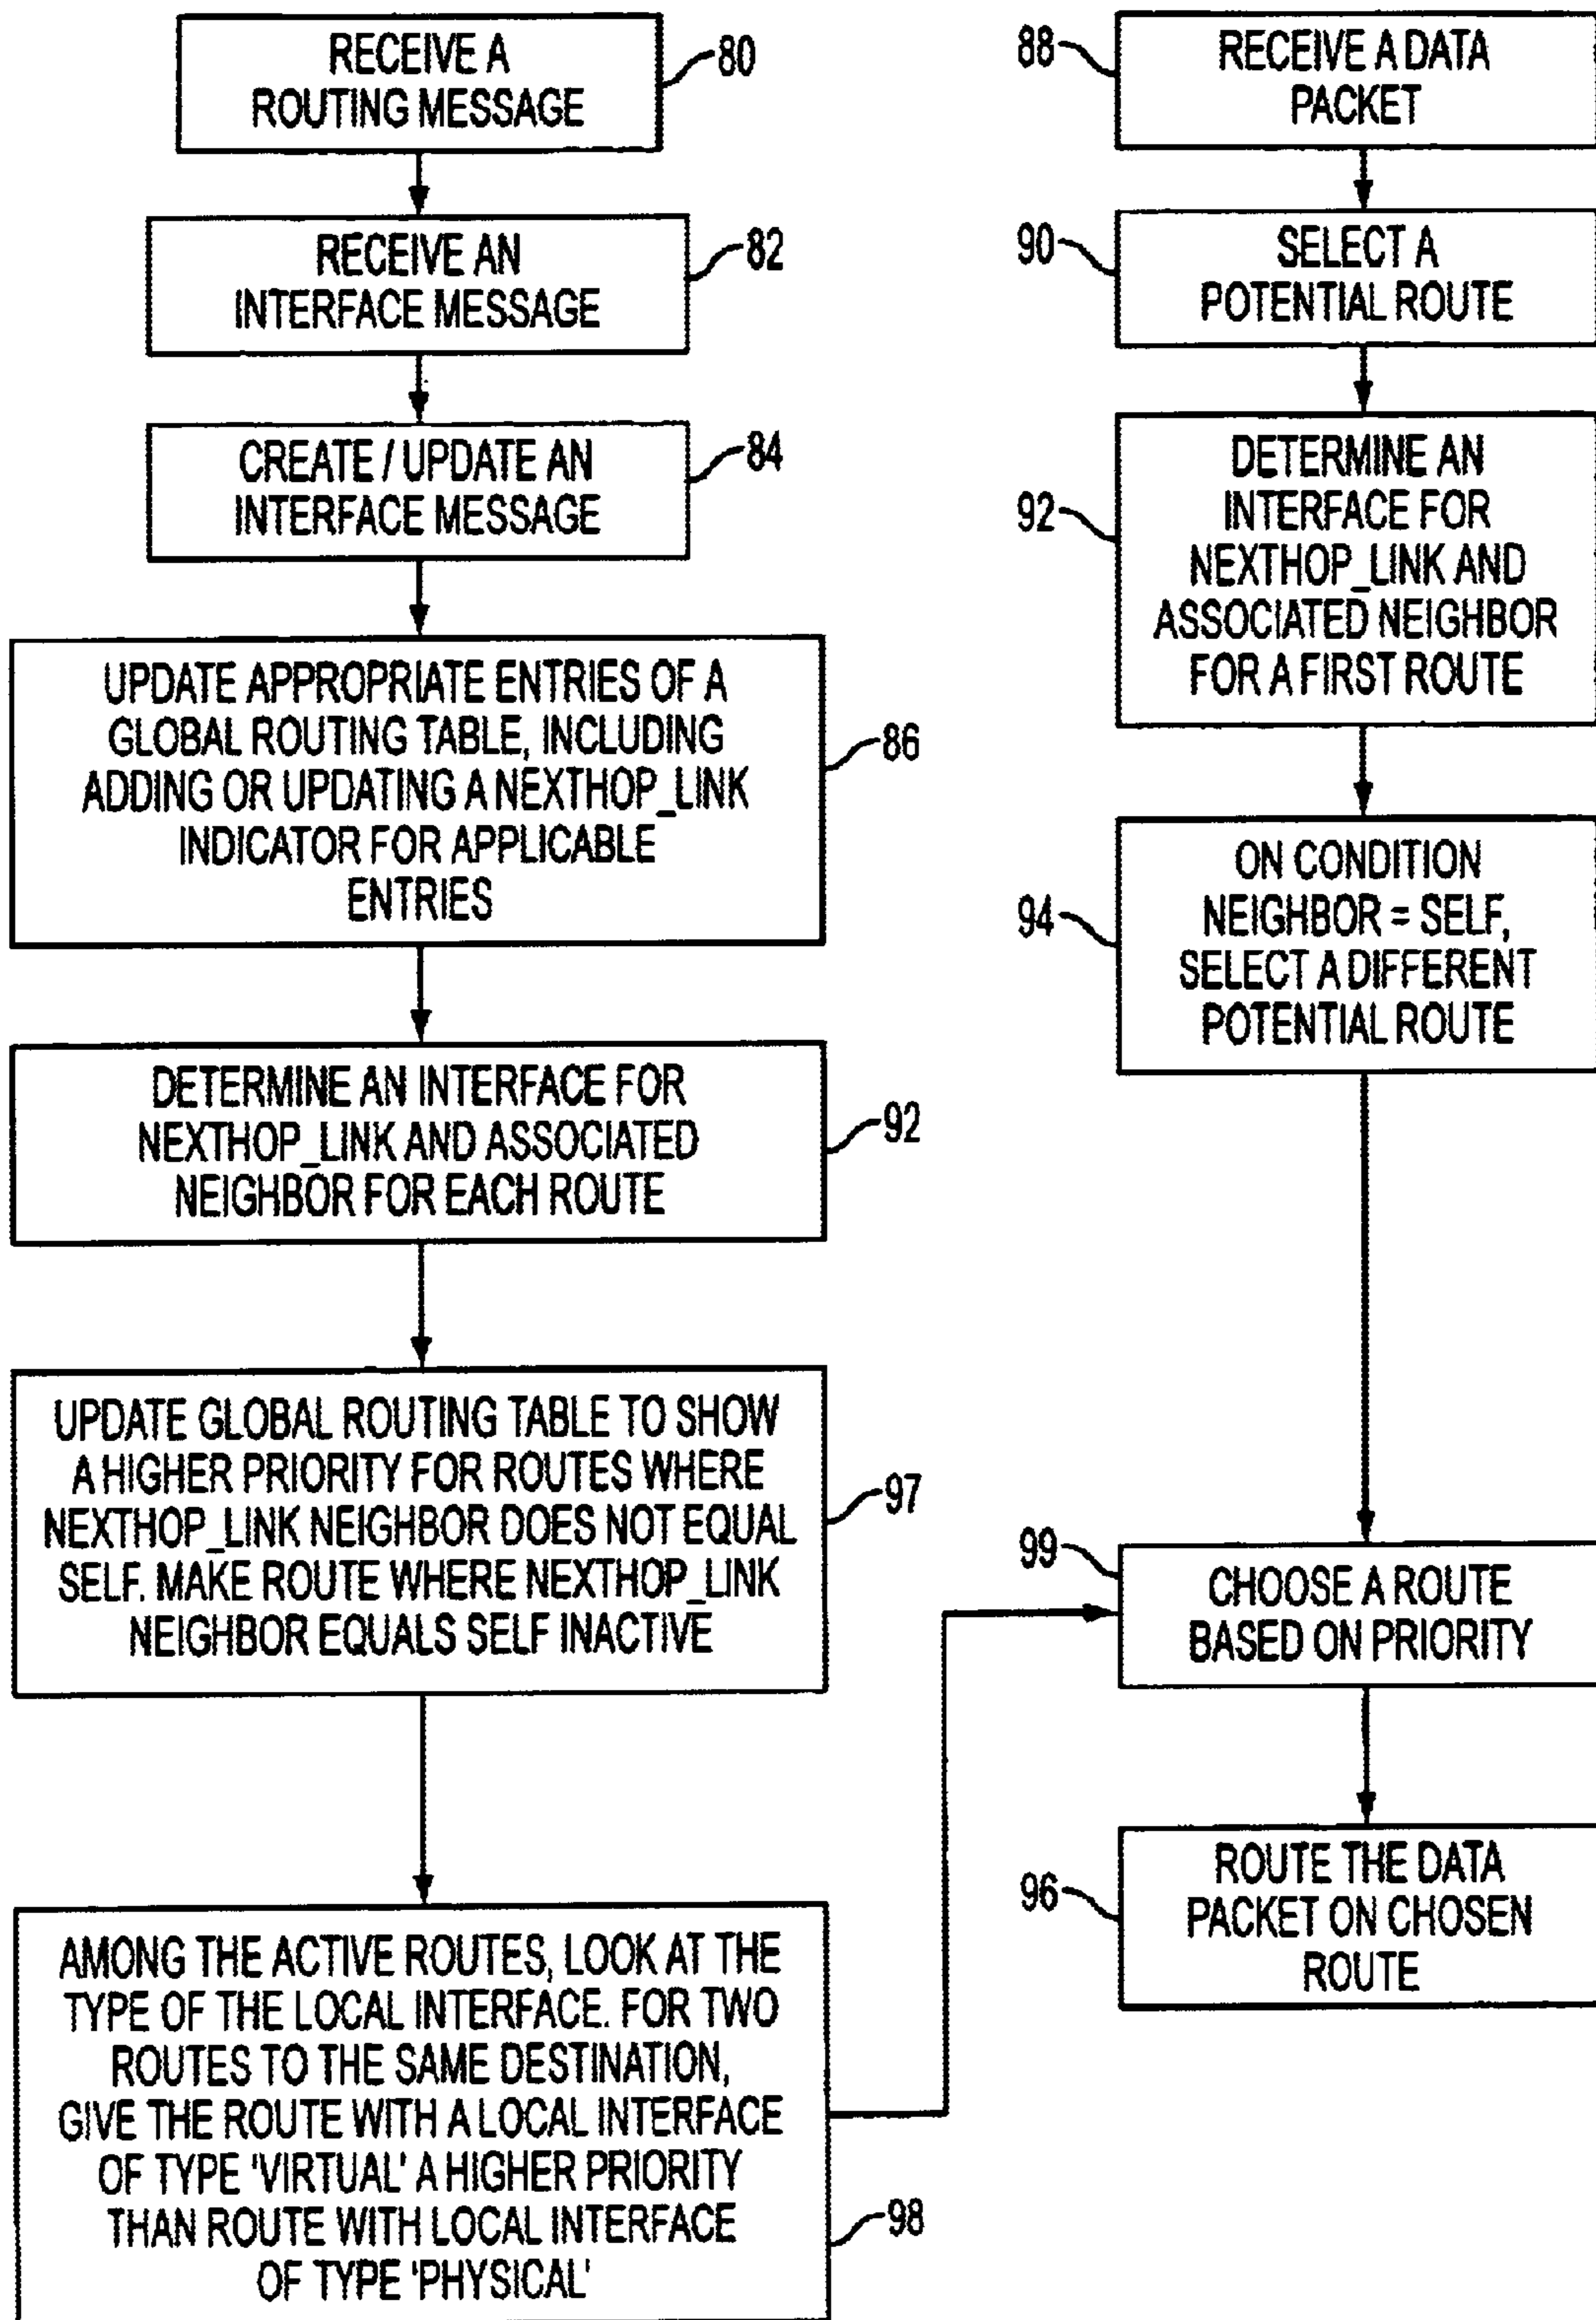 RECEIVE A
ROUTING MESSAGE
80
RECEIVE AN
INTERFACE MESSAGE
82
CREATE / UPDATE AN
INTERFACE MESSAGE
84
UPDATE APPROPRIATE ENTRIES OF A
GLOBAL ROUTING TABLE, INCLUDING
ADDING OR UPDATING A NEXTHOP_LINK
INDICATOR FOR APPLICABLE
ENTRIES
86
DETERMINE AN INTERFACE FOR
NEXTHOP_LINK AND ASSOCIATED
NEIGHBOR FOR EACH ROUTE
92
UPDATE GLOBAL ROUTING TABLE TO SHOW
A HIGHER PRIORITY FOR ROUTES WHERE
NEXTHOP_LINK NEIGHBOR DOES NOT EQUAL
SELF. MAKE ROUTE WHERE NEXTHOP_LINK
NEIGHBOR EQUALS SELF INACTIVE
97
AMONG THE ACTIVE ROUTES, LOOK AT THE
TYPE OF THE LOCAL INTERFACE. FOR TWO
ROUTES TO THE SAME DESTINATION,
GIVE THE ROUTE WITH A LOCAL INTERFACE
OF TYPE 'VIRTUAL' A HIGHER PRIORITY
THAN ROUTE WITH LOCAL INTERFACE
OF TYPE 'PHYSICAL'
98
88
RECEIVE A DATA
PACKET
90
SELECT A
POTENTIAL ROUTE
92
DETERMINE AN
INTERFACE FOR
NEXTHOP_LINK AND
ASSOCIATED NEIGHBOR
FOR A FIRST ROUTE
94
ON CONDITION
NEIGHBOR = SELF,
SELECT A DIFFERENT
POTENTIAL ROUTE
99
CHOOSE A ROUTE
BASED ON PRIORITY
96
ROUTE THE DATA
PACKET ON CHOSEN
ROUTE